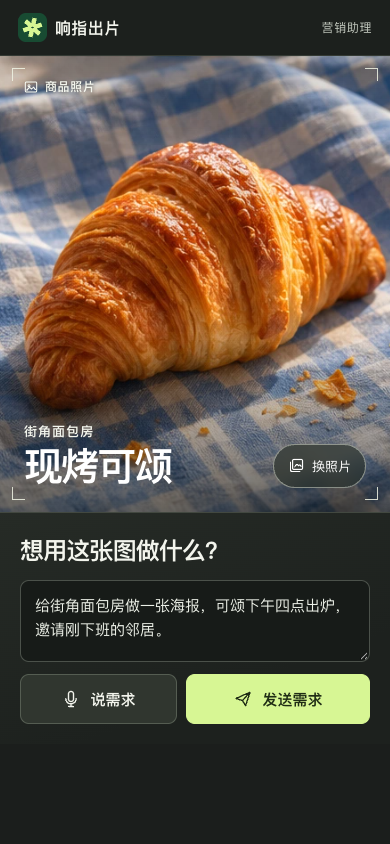 响指出片
营销助理
商品照片
街角面包房
现烤可颂
换照片
想用这张图做什么?
给街角面包房做一张海报，可颂下午四点出炉，
邀请刚下班的邻居。
说需求
发送需求